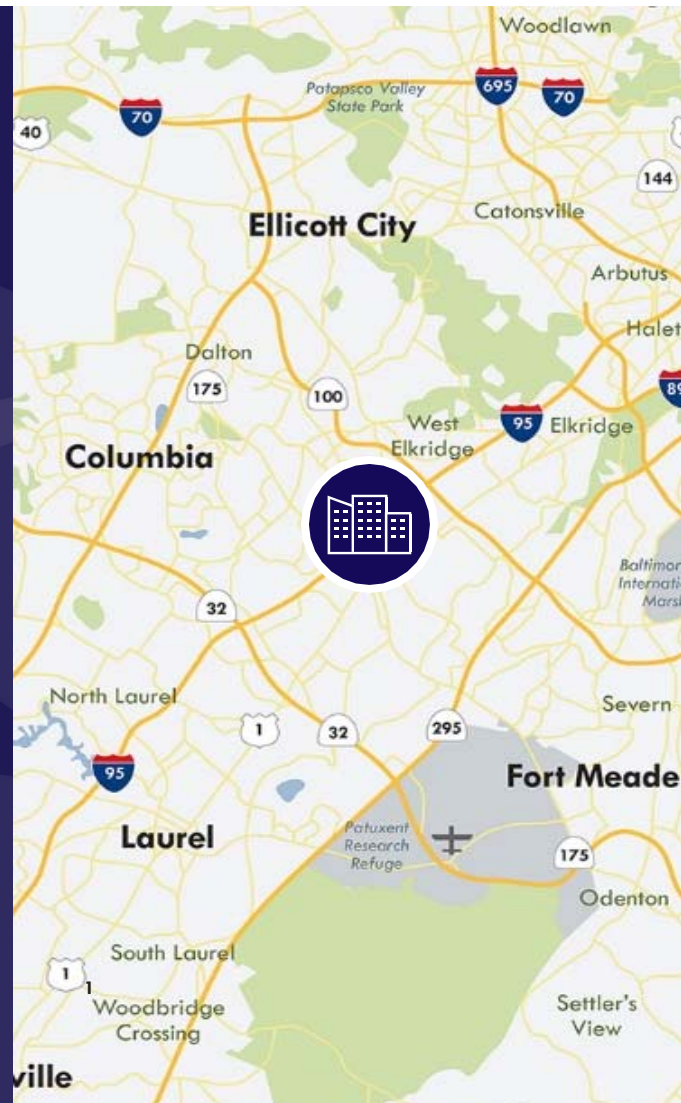 Woodlawn
Patapsco Valley
State Park
695
70
70
40
144
Catonsville
Ellicott City
Arbutus
Halet
Dalton
175
100
89
West
Elkridge
95
Elkridge
Columbia
Baltimor
Internati
Marsh
32
North Laurel
Severn
1
32
295
95
Fort Meade
Laurel
Patuxent
Research
Refuge
175
Odenton
South Laurel
1
1
Woodbridge
Crossing
Settler's
View
ville